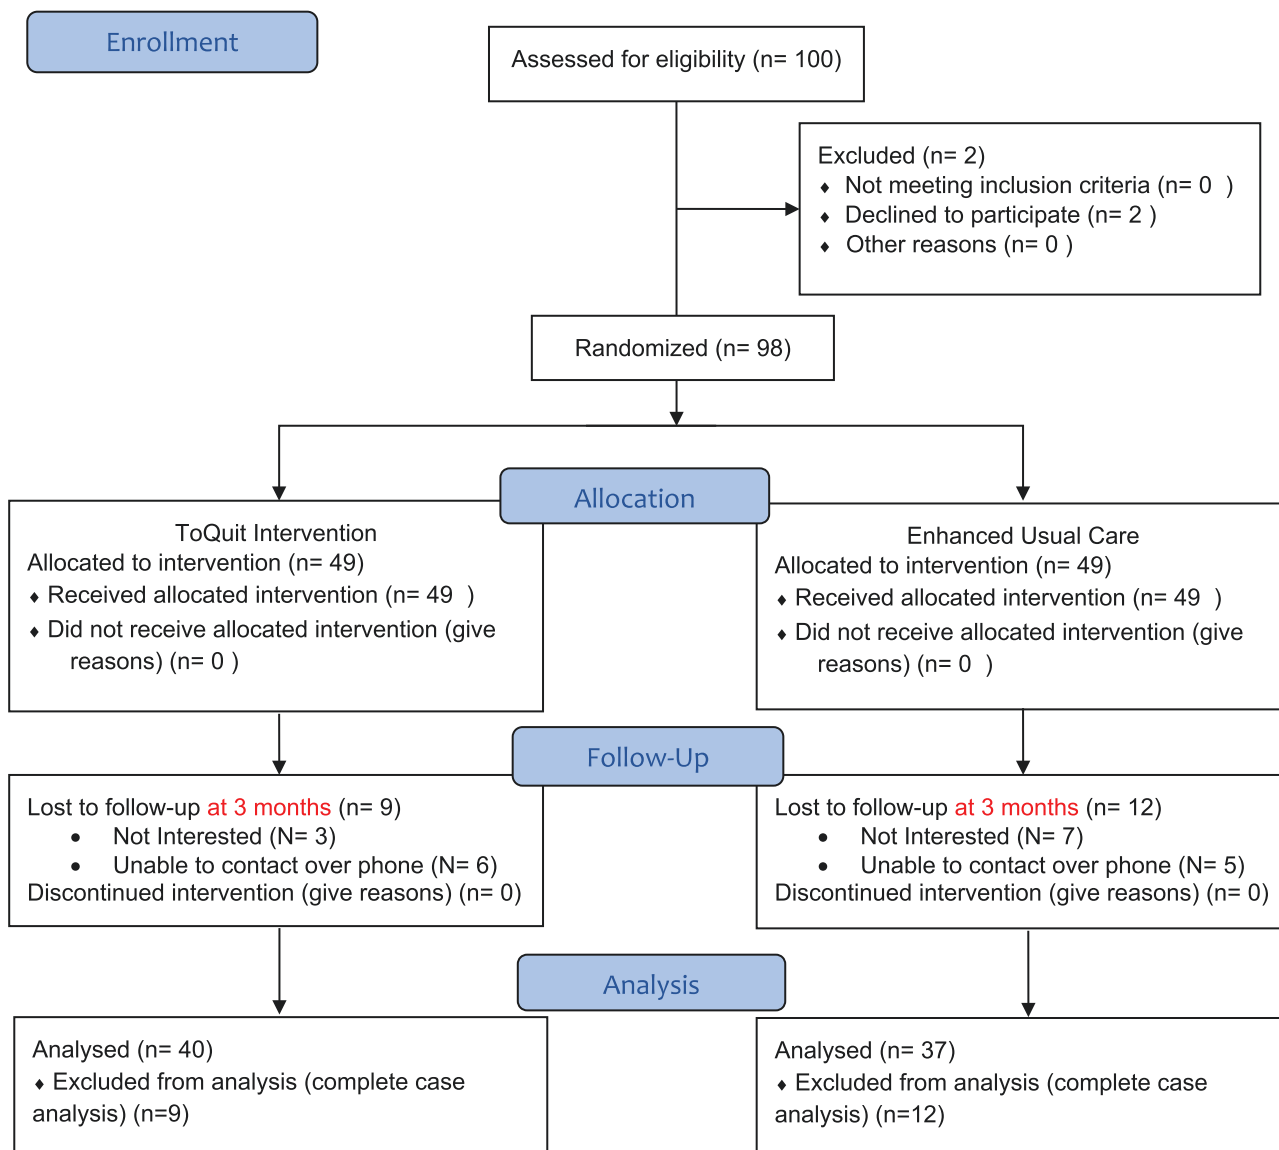 Enrollment
Assessed for eligibility (n= 100)
Excluded (n= 2)
♦ Not meeting inclusion criteria (n= 0 )
♦ Declined to participate (n= 2 )
♦ Other reasons (n= 0 )
Randomized (n= 98)
Allocation
ToQuit Intervention
Allocated to intervention (n= 49)
♦ Received allocated intervention (n= 49 )
♦ Did not receive allocated intervention (give
reasons) (n= 0 )
Enhanced Usual Care
Allocated to intervention (n= 49)
♦ Received allocated intervention (n= 49 )
♦ Did not receive allocated intervention (give
reasons) (n= 0 )
Follow-Up
Lost to follow-up at 3 months (n= 9)
• Not Interested (N= 3)
• Unable to contact over phone (N= 6)
Discontinued intervention (give reasons) (n= 0)
Lost to follow-up at 3 months (n= 12)
• Not Interested (N= 7)
• Unable to contact over phone (N= 5)
Discontinued intervention (give reasons) (n= 0)
Analysis
Analysed (n= 40)
♦ Excluded from analysis (complete case
analysis) (n=9)
Analysed (n= 37)
♦ Excluded from analysis (complete case
analysis) (n=12)